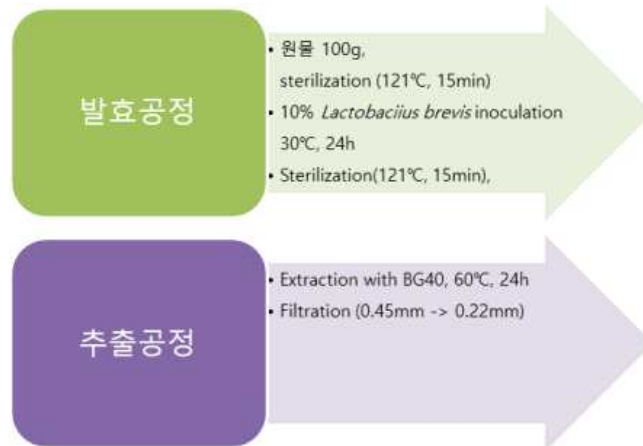 발효공정
• 원물 100g,
sterilization (121℃, 15min)
• 10% Lactobaciius brevis inoculation
30℃, 24h
• Sterilization(121℃, 15min),
추출공정
• Extraction with BG40, 60℃, 24h
• Filtration (0.45mm -> 0.22mm)